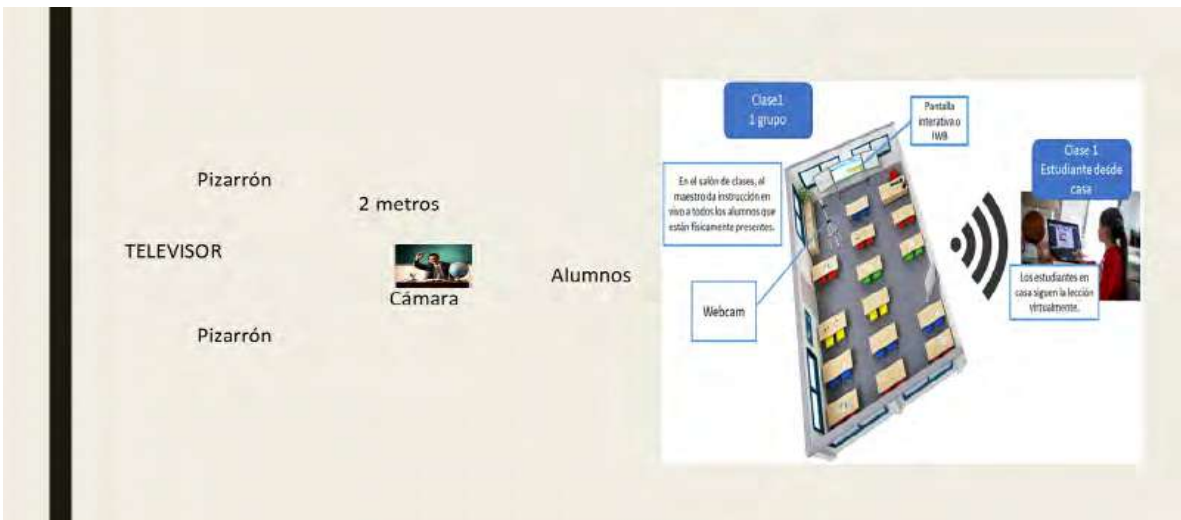 Pizarrón
2 metros
TELEVISOR
Cámara
Alumnos
Pizarrón
Clase1
1 grupo
Pantalla
interativa o
IWB
En el salón de clases, al
maestro da instrucción en
vivo a todos los alumnos que
están físicamente presentes.
Webcam
Clase 1
Estudiante desde
casa
Los estudiantes en
casa siguen la lección
virtualmente.